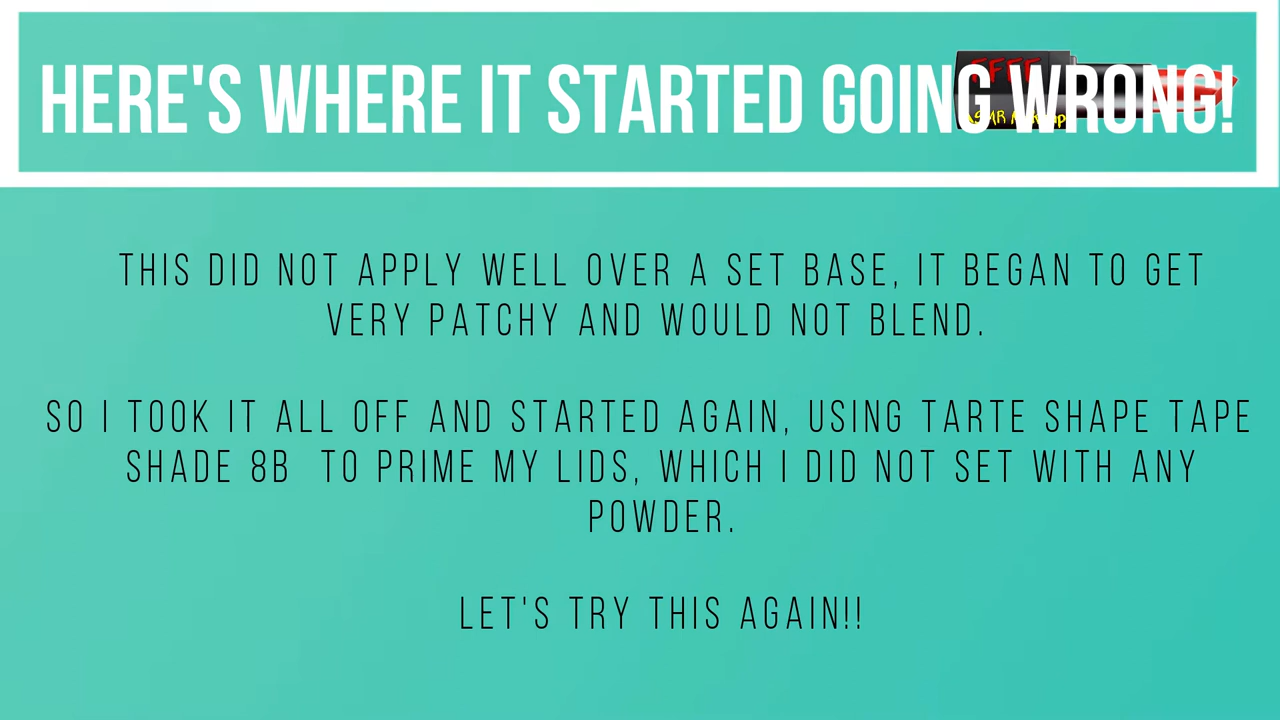 HERE'S WHERE IT STARTED GOING WRONG!
THIS DID NOT APPLY WELL OVER A SET BASE, IT BEGAN TO GET
VERY PATCHY AND WOULD NOT BLEND.
SO I TOOK IT ALL OFF AND STARTED AGAIN, USING TARTE SHAPE TAPE
SHADE 8B TO PRIME MY LIDS, WHICH I DID NOT SET WITH ANY
POWDER.
LET'S TRY THIS AGAIN!!